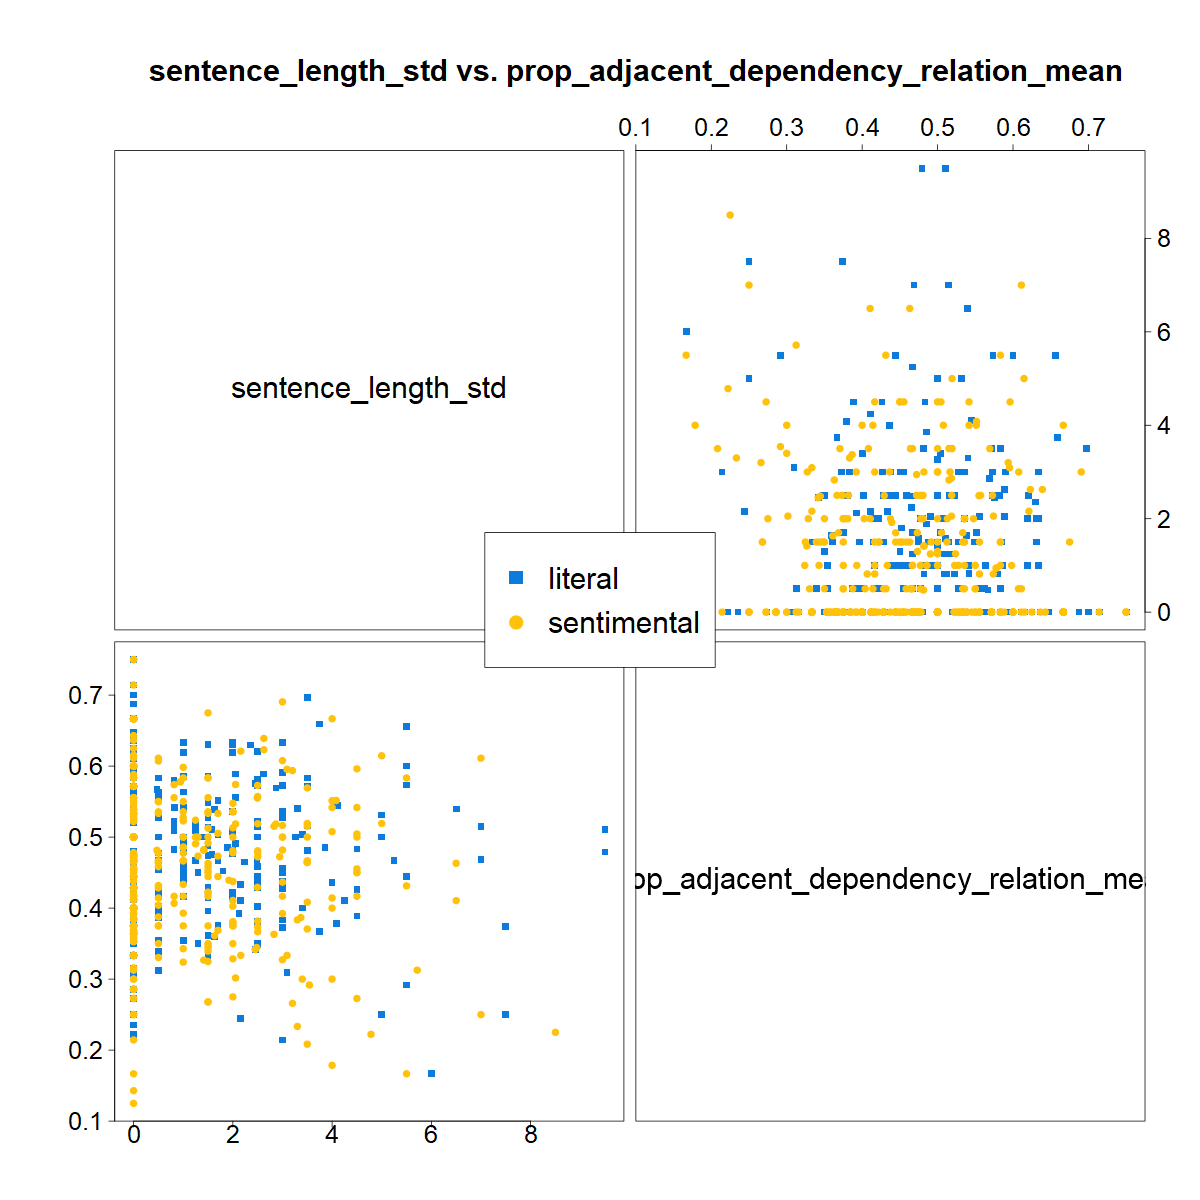 sentence_length_std vs. prop_adjacent_dependency_relation_mean
0.1 0.2 0.3 0.4 0.5 0.6 0.7
sentence_length_std
8
6
4
2
0
literal
sentimental
0.7
0.6
0.5
0.4
0.3
0.2
0.1
op_adjacent_dependency_relation_me
0 2 4 6 8